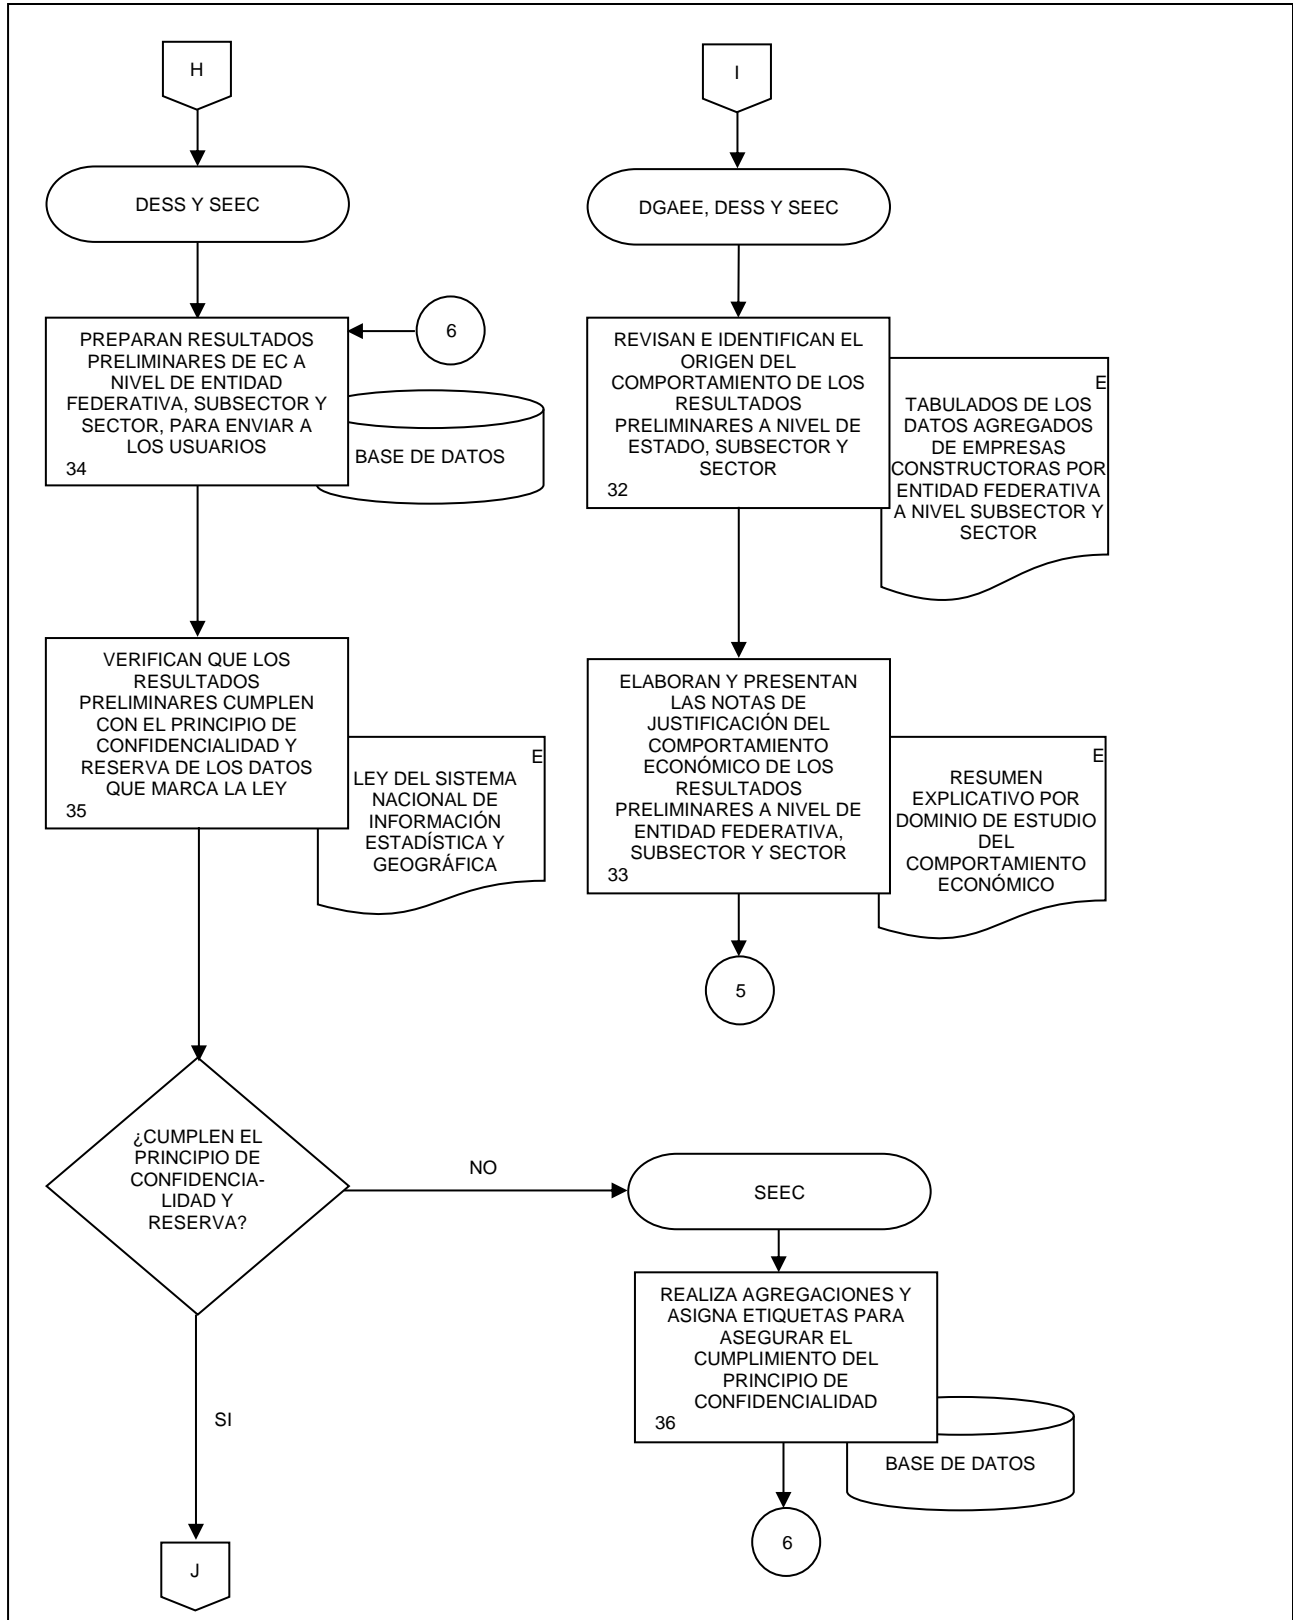 H
DESS Y SEEC
6
PREPARAN RESULTADOS
PRELIMINARES DE EC A
NIVEL DE ENTIDAD
FEDERATIVA, SUBSECTOR Y
SECTOR, PARA ENVIAR A
LOS USUARIOS
34
BASE DE DATOS
VERIFICAN QUE LOS
RESULTADOS
PRELIMINARES CUMPLEN
CON EL PRINCIPIO DE
CONFIDENCIALIDAD Y
RESERVA DE LOS DATOS
QUE MARCA LA LEY
35
E
LEY DEL SISTEMA
NACIONAL DE
INFORMACIÓN
ESTADÍSTICA Y
GEOGRÁFICA
¿CUMPLEN EL
PRINCIPIO DE
CONFIDENCIA-
LIDAD Y
RESERVA?
SI
J
I
DGAEE, DESS Y SEEC
REVISAN E IDENTIFICAN EL
ORIGEN DEL
COMPORTAMIENTO DE LOS
RESULTADOS
PRELIMINARES A NIVEL DE
ESTADO, SUBSECTOR Y
SECTOR
32
E
TABULADOS DE LOS
DATOS AGREGADOS
DE EMPRESAS
CONSTRUCTORAS POR
ENTIDAD FEDERATIVA
A NIVEL SUBSECTOR Y
SECTOR
ELABORAN Y PRESENTAN
LAS NOTAS DE
JUSTIFICACIÓN DEL
COMPORTAMIENTO
ECONÓMICO DE LOS
RESULTADOS
PRELIMINARES A NIVEL DE
ENTIDAD FEDERATIVA,
SUBSECTOR Y SECTOR
33
E
RESUMEN
EXPLICATIVO POR
DOMINIO DE ESTUDIO
DEL
COMPORTAMIENTO
ECONÓMICO
5
NO
SEEC
REALIZA AGREGACIONES Y
ASIGNA ETIQUETAS PARA
ASEGURAR EL
CUMPLIMIENTO DEL
PRINCIPIO DE
CONFIDENCIALIDAD
36
BASE DE DATOS
6